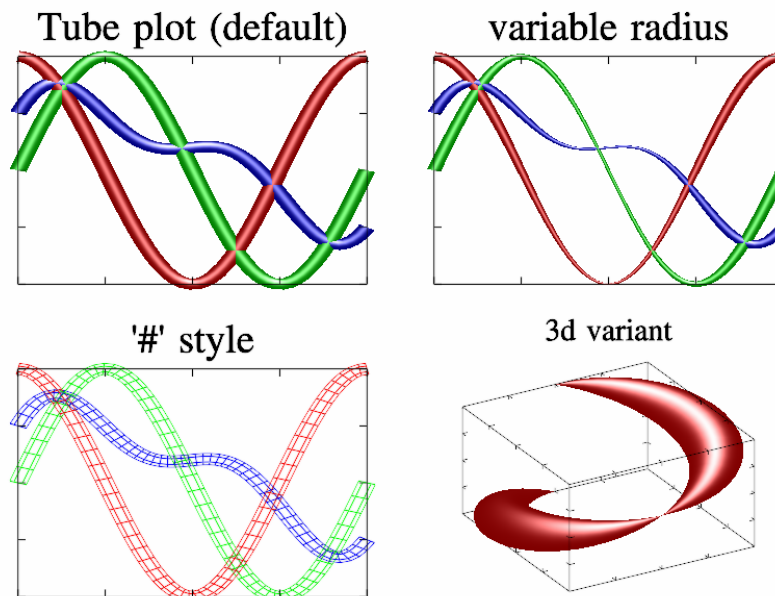 Tube plot (default)
variable radius
'#' style
3d variant